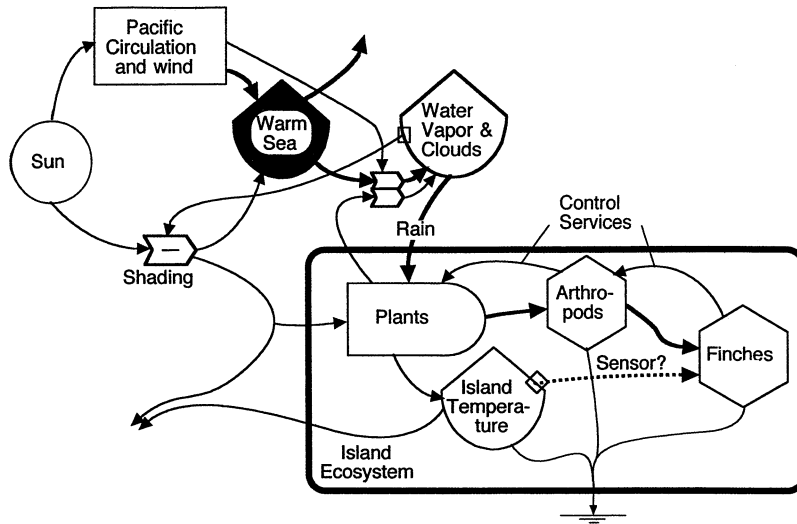 Pacific
Circulation
and wind
Warm
Sea
Water
Vapor &
Clouds
Sun
—
Shading
Rain
Control
Services
Plants
Arthro-
pods
Finches
Sensor?
Island
Tempera-
ture
Island
Ecosystem